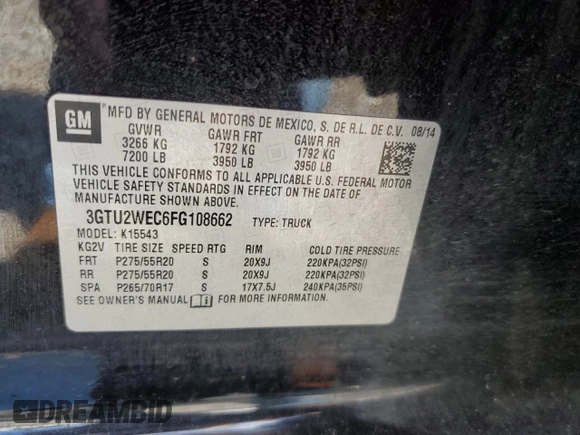 GM
MFD BY GENERAL MOTORS DE MEXICO, S. DE R.L. DE C.V. 08/14
GVWR GAWR FRT GAWR RR
3266 KG 1792 KG 1792 KG
7200 LB 3950 LB 3950 LB
THIS VEHICLE CONFORMS TO ALL APPLICABLE U.S. FEDERAL MOTOR
VEHICLE SAFETY STANDARDS IN EFFECT ON THE DATE OF
MANUFACTURE SHOWN ABOVE.
3GTU2WEC6FG108662 TYPE: TRUCK
MODEL: K15543
KG2V TIRE SIZE SPEED RTG RIM COLD TIRE PRESSURE
FRT P275/55R20 S 20X9J 220KPA(32PSI)
RR P275/55R20 S 20X9J 220KPA(32PSI)
SPA P265/70R17 S 17X7.5J 240KPA(35PSI)
SEE OWNER'S MANUAL FOR MORE INFORMATION.
DREAMBID